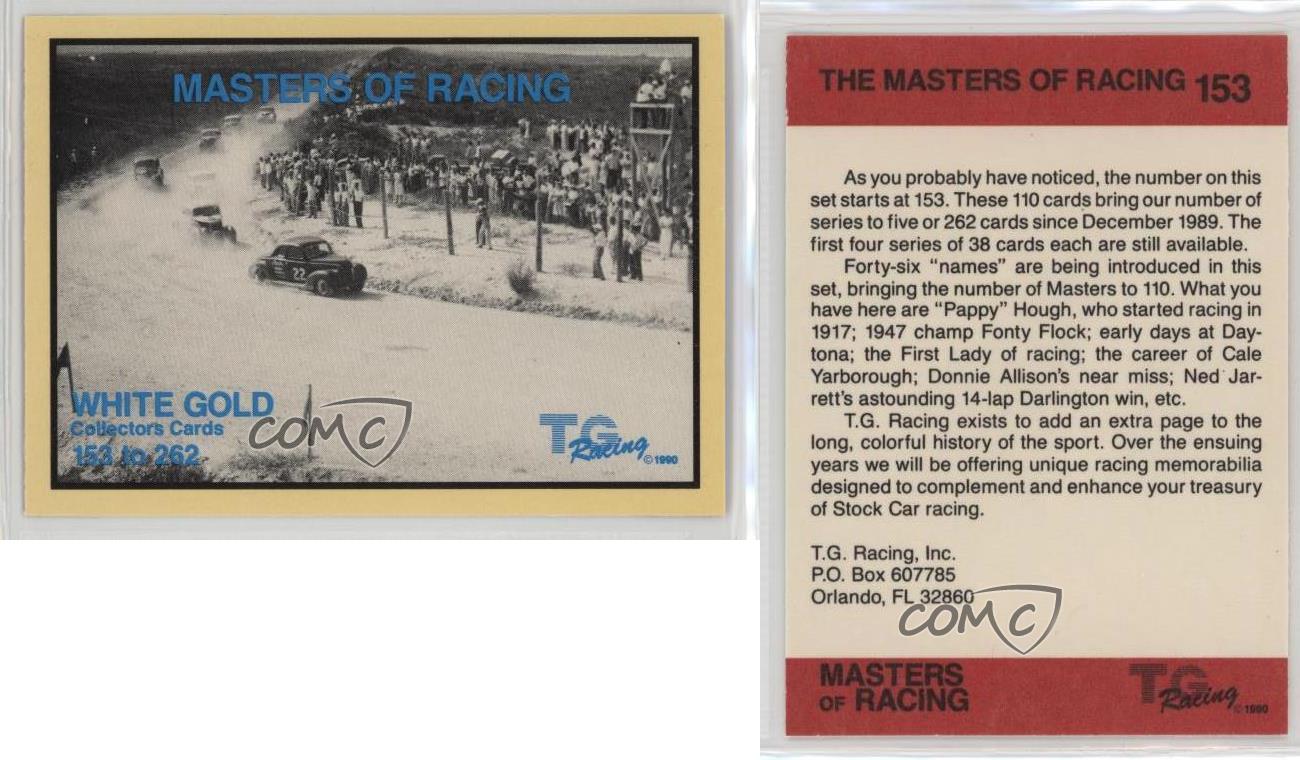 MASTERS OF RACING
22
WHITE GOLD
Collectors Cards
153 to 262
COMC
TG
Racing
©1990
THE MASTERS OF RACING 153
As you probably have noticed, the number on this
set starts at 153. These 110 cards bring our number of
series to five or 262 cards since December 1989. The
first four series of 38 cards each are still available.
Forty-six “names” are being introduced in this
set, bringing the number of Masters to 110. What you
have here are “Pappy” Hough, who started racing in
1917; 1947 champ Fonty Flock; early days at Day-
tona; the First Lady of racing; the career of Cale
Yarborough; Donnie Allison's near miss; Ned Jar-
rett's astounding 14-lap Darlington win, etc.
T.G. Racing exists to add an extra page to the
long, colorful history of the sport. Over the ensuing
years we will be offering unique racing memorabilia
designed to complement and enhance your treasury
of Stock Car racing.
T.G. Racing, Inc.
P.O. Box 607785
Orlando, FL 32860
COMC
MASTERS
OF RACING
TG
Racing
©1990